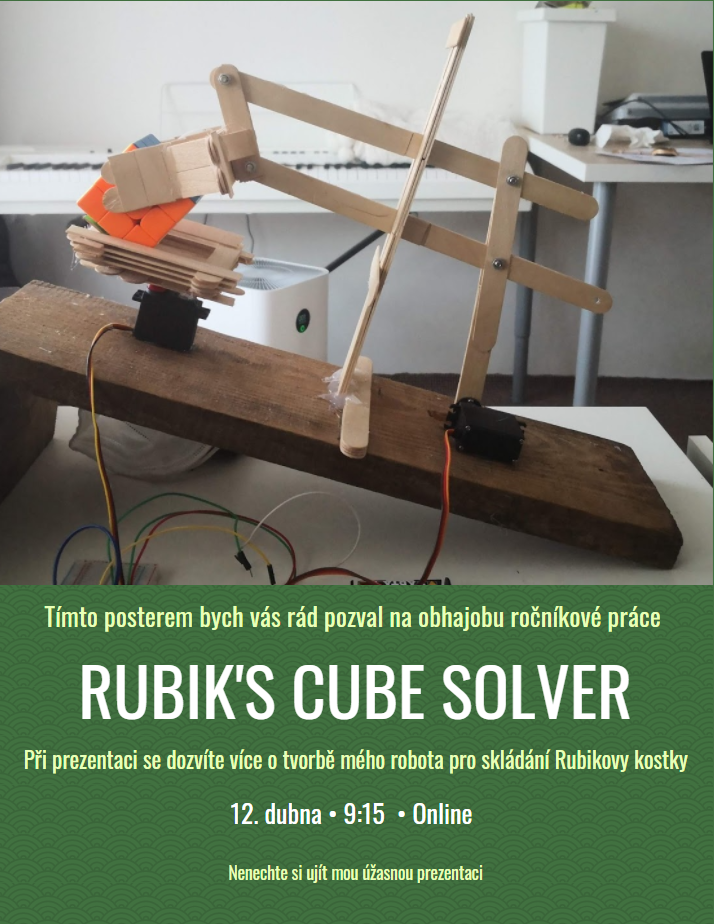 Tímto posterem bych vás rád pozval na obhajobu ročníkové práce
RUBIK'S CUBE SOLVER
Při prezentaci se dozvíte více o tvorbě mého robota pro skládání Rubikovy kostky
12. dubna • 9:15 • Online
Nenechte si ujít mou úžasnou prezentaci